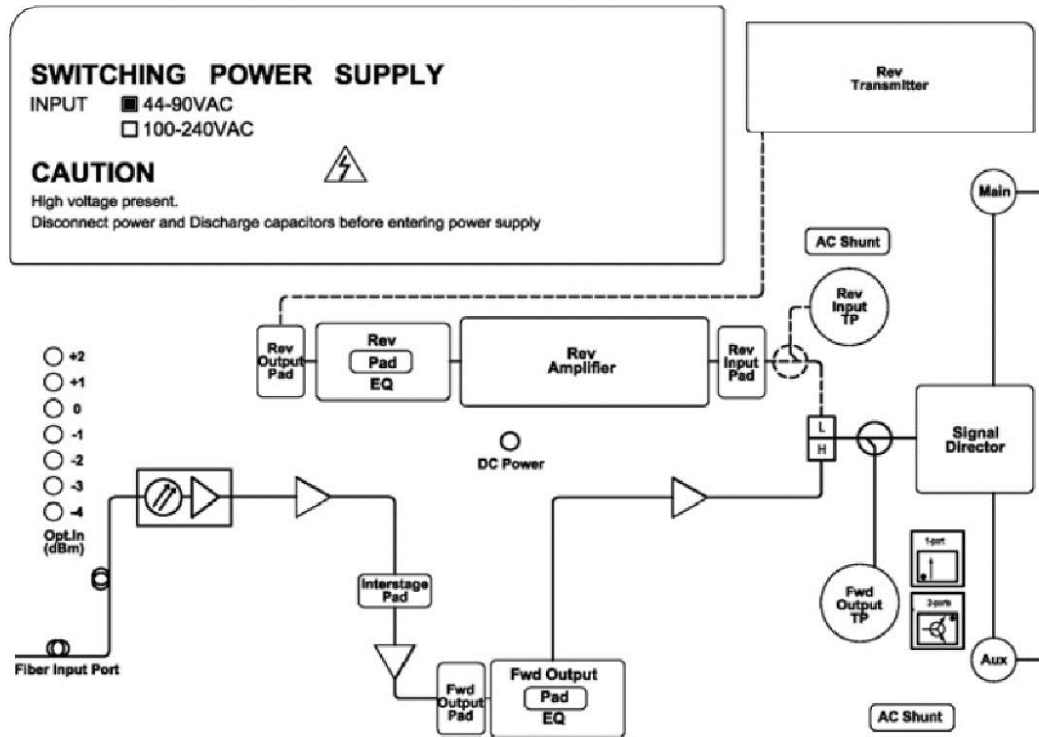 SWITCHING POWER SUPPLY
INPUT 44-90VAC
100-240VAC
CAUTION
High voltage present.
Disconnect power and Discharge capacitors before entering power supply
Rev
Transmitter
Main
AC Shunt
Rev
Input
TP
Rev
Output
Pad
Rev
Pad
EQ
Rev
Amplifier
Rev
Input
Pad
+2
+1
0
-1
-2
-3
-4
Opt.In
(dBm)
DC Power
L
H
Signal
Director
Interstage
Pad
1-port
2-ports
Fwd
Output
TP
Fiber Input Port
Fwd
Output
Pad
Fwd Output
Pad
EQ
Aux
AC Shunt